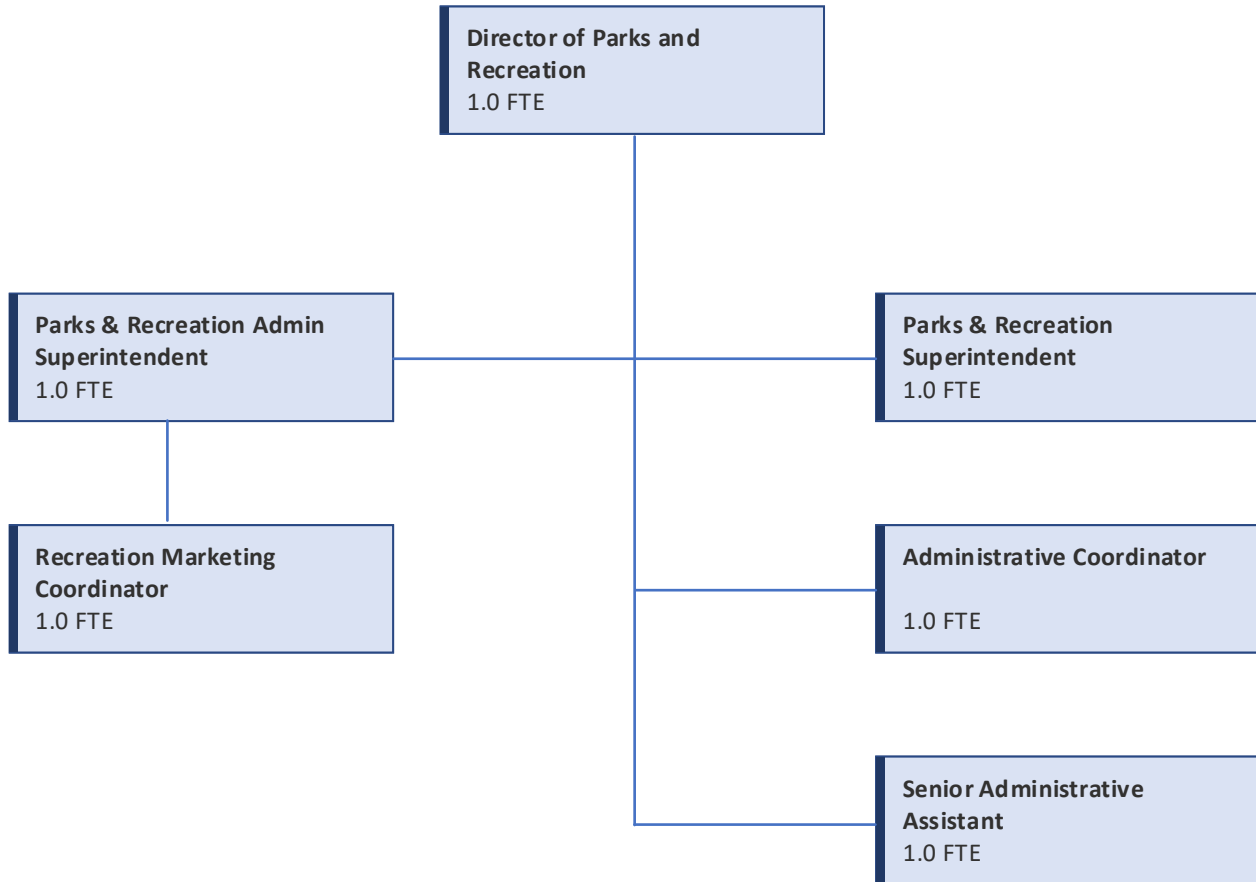 Director of Parks and
Recreation
1.0 FTE
Parks & Recreation Admin
Superintendent
1.0 FTE
Parks & Recreation
Superintendent
1.0 FTE
Recreation Marketing
Coordinator
1.0 FTE
Administrative Coordinator
1.0 FTE
Senior Administrative
Assistant
1.0 FTE